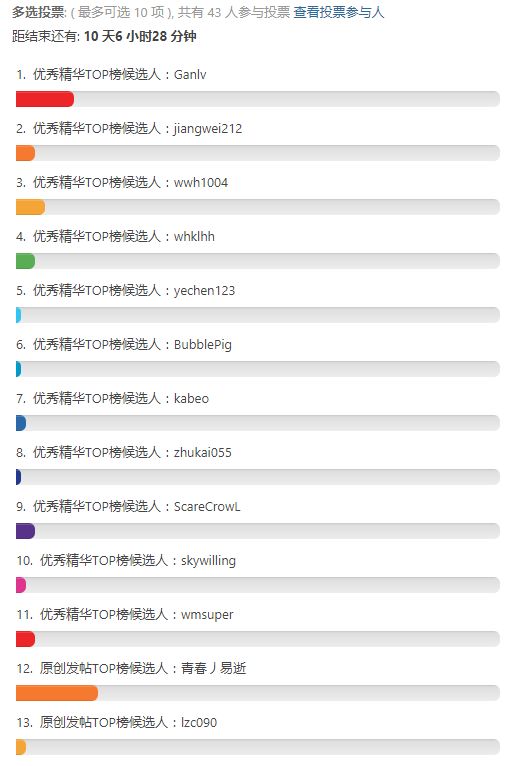 多选投票: ( 最多可选 10 项 ), 共有 43 人参与投票 查看投票参与人
距结束还有: 10 天6 小时28 分钟
1. 优秀精华TOP榜候选人：Ganlv
2. 优秀精华TOP榜候选人：jiangwei212
3. 优秀精华TOP榜候选人：wwh1004
4. 优秀精华TOP榜候选人：whklhh
5. 优秀精华TOP榜候选人：yechen123
6. 优秀精华TOP榜候选人：BubblePig
7. 优秀精华TOP榜候选人：kabeo
8. 优秀精华TOP榜候选人：zhukai055
9. 优秀精华TOP榜候选人：ScareCrowL
10. 优秀精华TOP榜候选人：skywilling
11. 优秀精华TOP榜候选人：wmsuper
12. 原创发帖TOP榜候选人：青春丿易逝
13. 原创发帖TOP榜候选人：lzc090